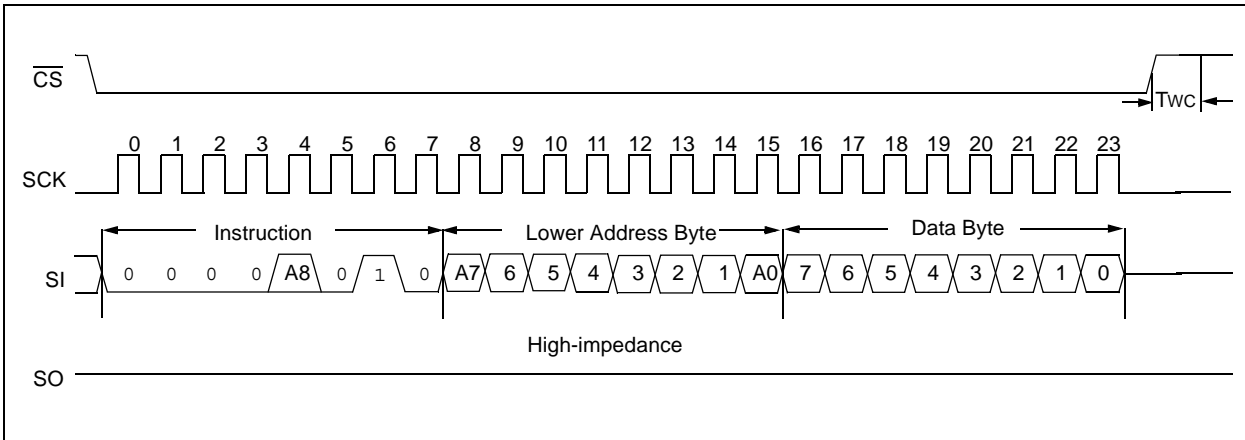 CS
TWC
0 1 2 3 4 5 6 7 8 9 10 11 12 13 14 15 16 17 18 19 20 21 22 23
SCK
Instruction Lower Address Byte Data Byte
SI 0 0 0 0 A8 0 1 0 A7 6 5 4 3 2 1 A0 7 6 5 4 3 2 1 0
High-impedance
SO